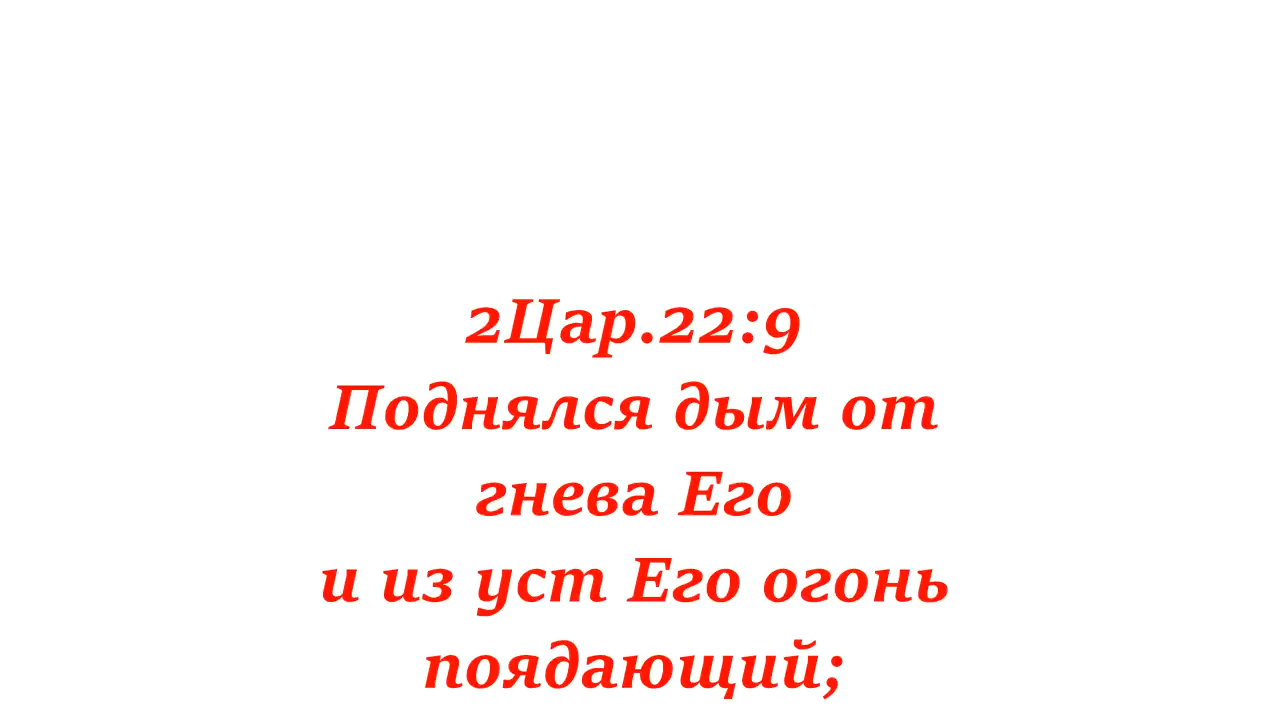 2Цар.22:9
Поднялся дым от
гнева Его
и из уст Его огонь
поядающий;